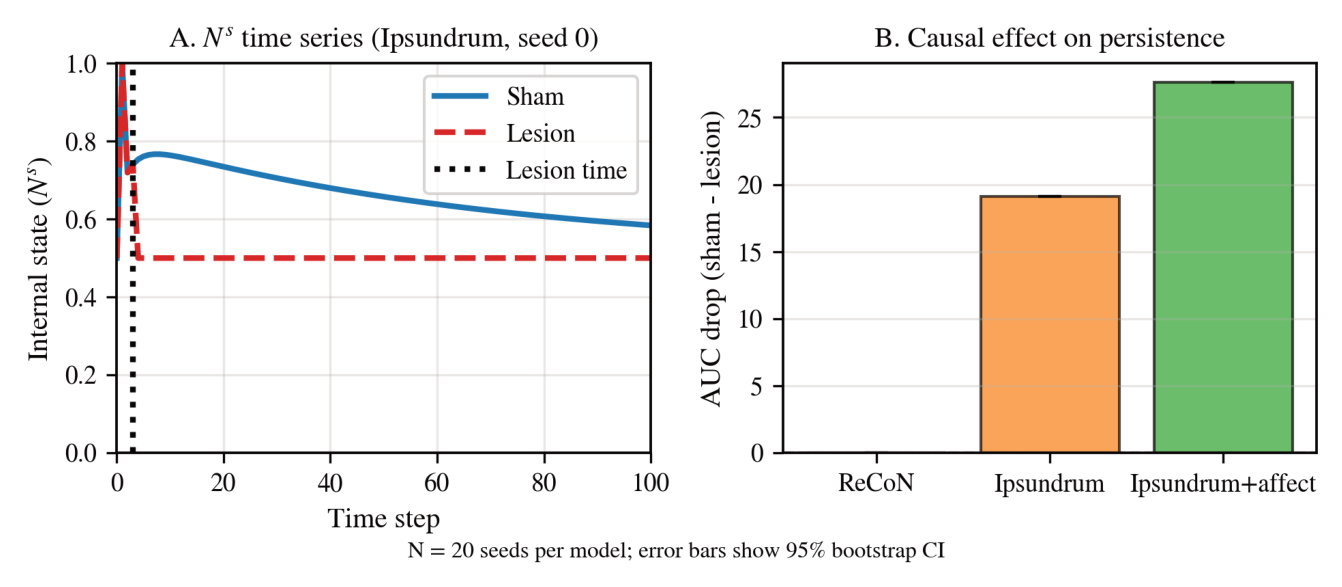 A. Nˢ time series (Ipsundrum, seed 0)
Internal state (Nˢ)
1.0
0.8
0.6
0.4
0.2
0.0
Sham
Lesion
Lesion time
0 20 40 60 80 100
Time step
B. Causal effect on persistence
AUC drop (sham - lesion)
25
20
15
10
5
0
ReCoN Ipsundrum Ipsundrum+affect
N = 20 seeds per model; error bars show 95% bootstrap CI